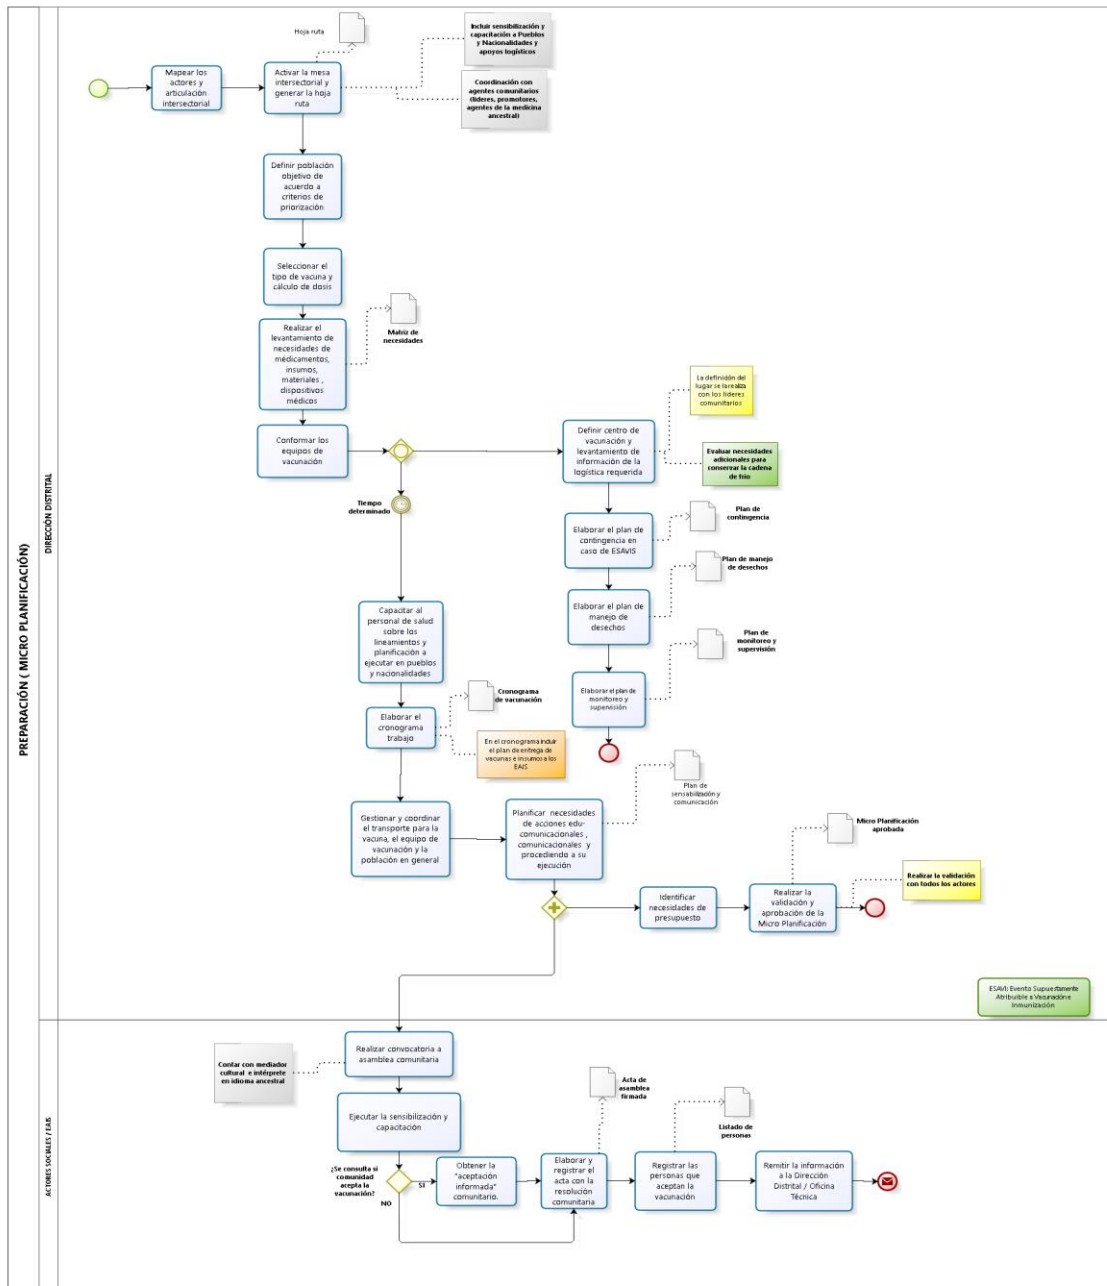 PREPARACIÓN ( MICRO PLANIFICACIÓN)
DIRECCIÓN DISTRITAL
Hoja ruta
Incluir sensibilización y
capacitación a Pueblos
y Nacionalidades y
apoyos logísticos
Mapear los
actores y
articulación
intersectorial
Activar la mesa
intersectorial y
generar la hoja
ruta
Coordinación con
agentes comunitarios
(líderes, promotores,
agentes de la medicina
ancestral)
Definir población
objetivo de
acuerdo a
criterios de
priorización
Seleccionar el
tipo de vacuna y
cálculo de dosis
Realizar el
levantamiento de
necesidades de
médicamentos,
insumos,
materiales ,
dispositivos
médicos
Matriz de
necesidades
Conformar los
equipos de
vacunación
Tiempo
determinado
La definición del
lugar se la realiza
con los líderes
comunitarios
Definir centro de
vacunación y
levantamiento de
información de la
logística requerida
Evaluar necesidades
adicionales para
conservar la cadena
de frío
Elaborar el plan de
contingencia en
caso de ESAVIS
Plan de
contingencia
Elaborar el plan de
manejo de
desechos
Plan de manejo
de desechos
Elaborar el plan de
monitoreo y
supervisión
Plan de
monitoreo y
supervisión
Capacitar al
personal de salud
sobre los
lineamientos y
planificación a
ejecutar en pueblos
y nacionalidades
Elaborar el
cronograma
trabajo
Cronograma
de vacunación
En el cronograma incluir
el plan de entrega de
vacunas e insumos a los
EAIS
Gestionar y coordinar
el transporte para la
vacuna, el equipo de
vacunación y la
población en general
Planificar necesidades
de acciones edu-
comunicacionales ,
comunicacionales y
procediendo a su
ejecución
Plan de
sensabilización y
comunicación
Identificar
necesidades de
presupuesto
Realizar la
validación y
aprobación de la
Micro Planificación
Micro Planificación
aprobada
Realizar la validación
con todos los actores
ESAVI: Evento Supuestamente
Atribuible a Vacunación e
Inmunización
ACTORES SOCIALES / EAIS
Realizar convocatoria a
asamblea comunitaria
Contar con mediador
cultural e intérprete
en idioma ancestral
Ejecutar la sensibilización y
capacitación
¿Se consulta si
comunidad
acepta la
vacunación?
SI
NO
Obtener la
"aceptación
informada"
comunitario.
Elaborar y
registrar el
acta con la
resolución
comunitaria
Acta de
asamblea
firmada
Registrar las
personas que
aceptan la
vacunación
Listado de
personas
Remitir la información
a la Dirección
Distrital / Oficina
Técnica